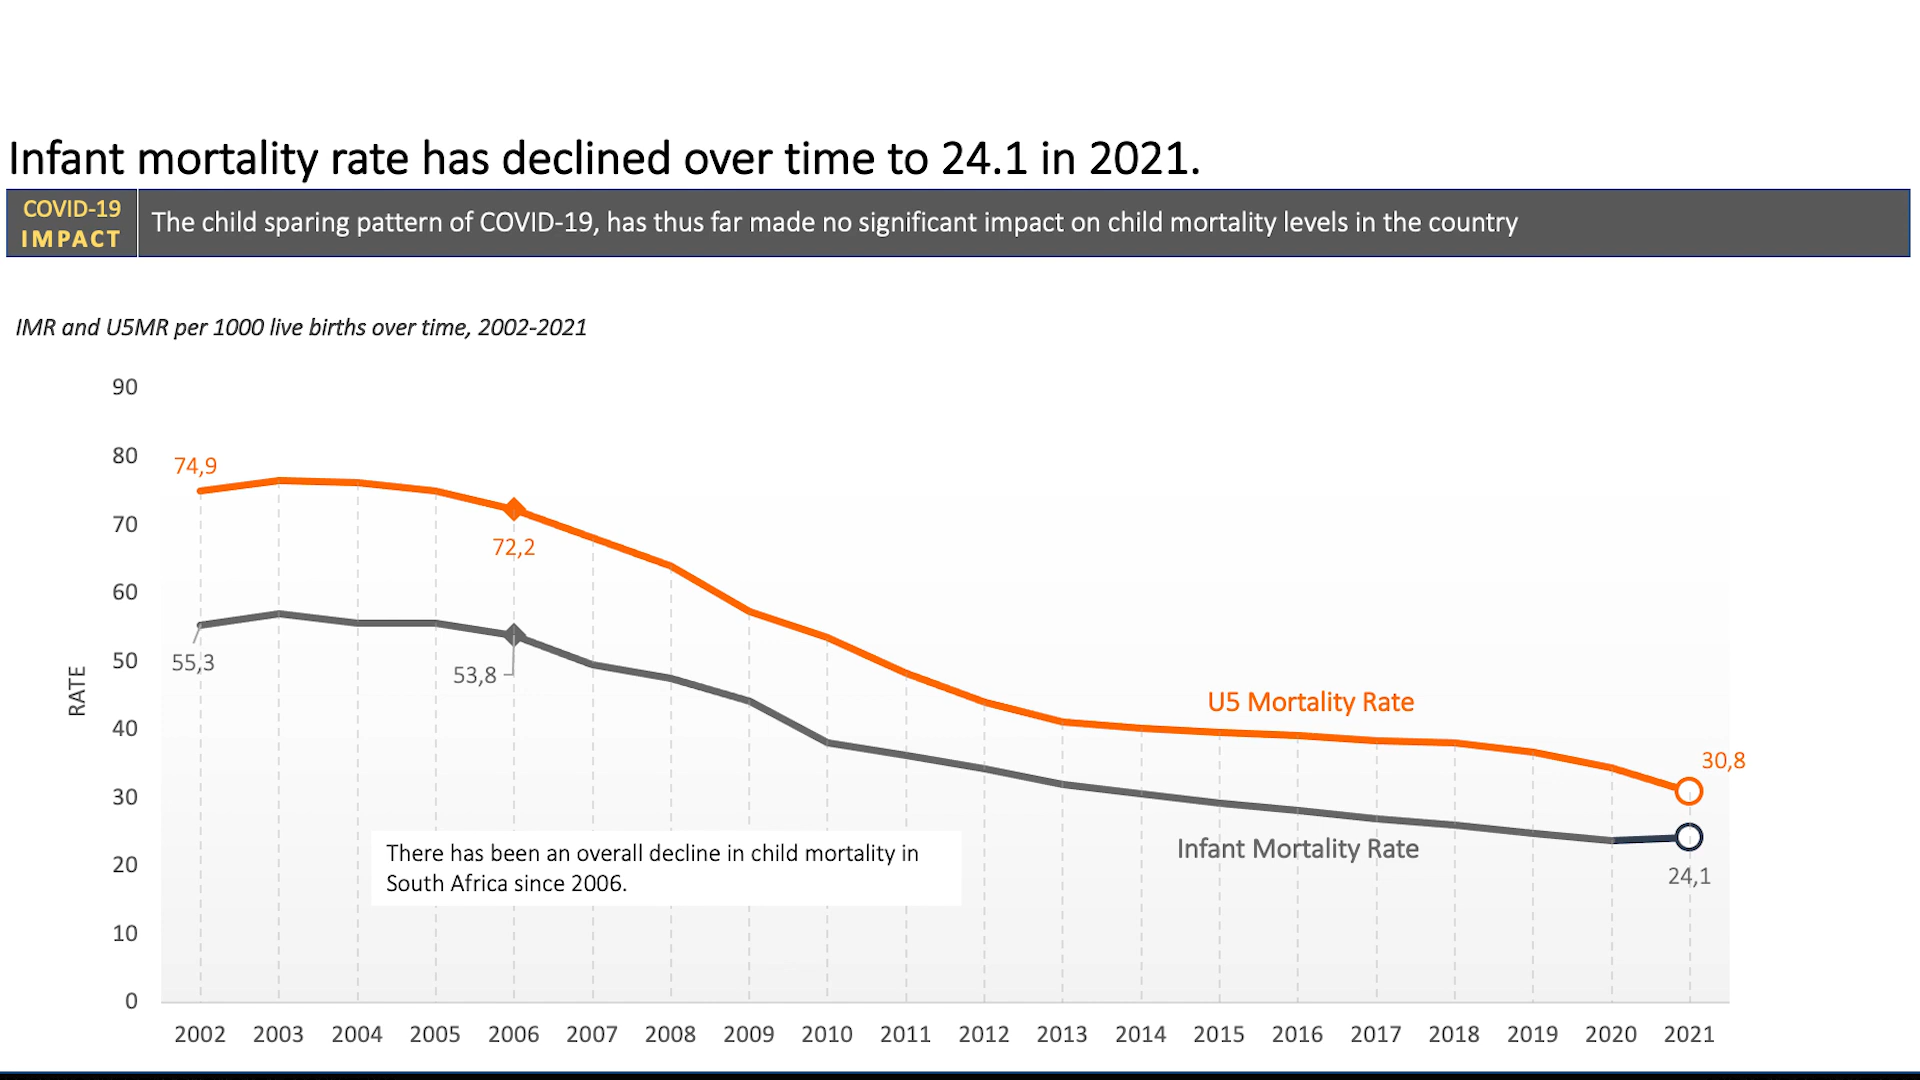 Infant mortality rate has declined over time to 24.1 in 2021.
COVID-19
IMPACT
The child sparing pattern of COVID-19, has thus far made no significant impact on child mortality levels in the country
IMR and U5MR per 1000 live births over time, 2002-2021
90
80
70
60
50
40
30
20
10
0
RATE
74,9
72,2
55,3
53,8
U5 Mortality Rate
30,8
Infant Mortality Rate
24,1
There has been an overall decline in child mortality in
South Africa since 2006.
2002 2003 2004 2005 2006 2007 2008 2009 2010 2011 2012 2013 2014 2015 2016 2017 2018 2019 2020 2021